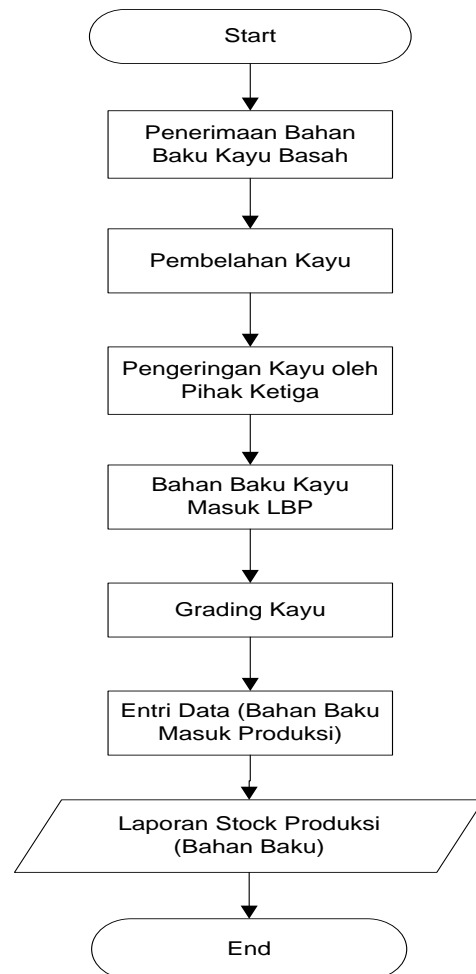 Start
Penerimaan Bahan
Baku Kayu Basah
Pembelahan Kayu
Pengeringan Kayu oleh
Pihak Ketiga
Bahan Baku Kayu
Masuk LBP
Grading Kayu
Entri Data (Bahan Baku
Masuk Produksi)
Laporan Stock Produksi
(Bahan Baku)
End